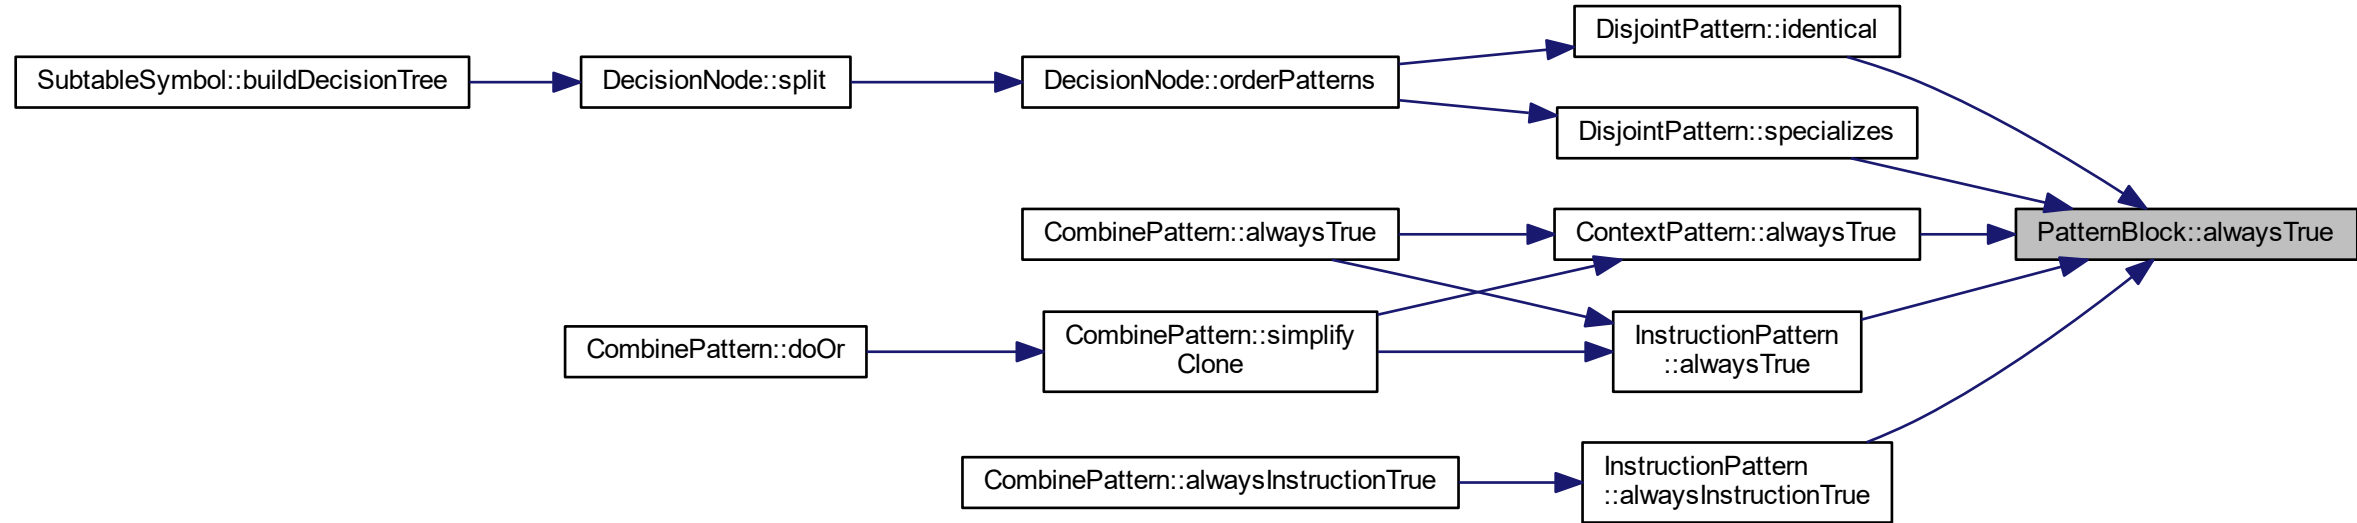 DisjointPattern::identical
SubtableSymbol::buildDecisionTree
DecisionNode::split
DecisionNode::orderPatterns
DisjointPattern::specializes
CombinePattern::alwaysTrue
ContextPattern::alwaysTrue
PatternBlock::alwaysTrue
CombinePattern::doOr
CombinePattern::simplify
Clone
InstructionPattern
::alwaysTrue
CombinePattern::alwaysInstructionTrue
InstructionPattern
::alwaysInstructionTrue